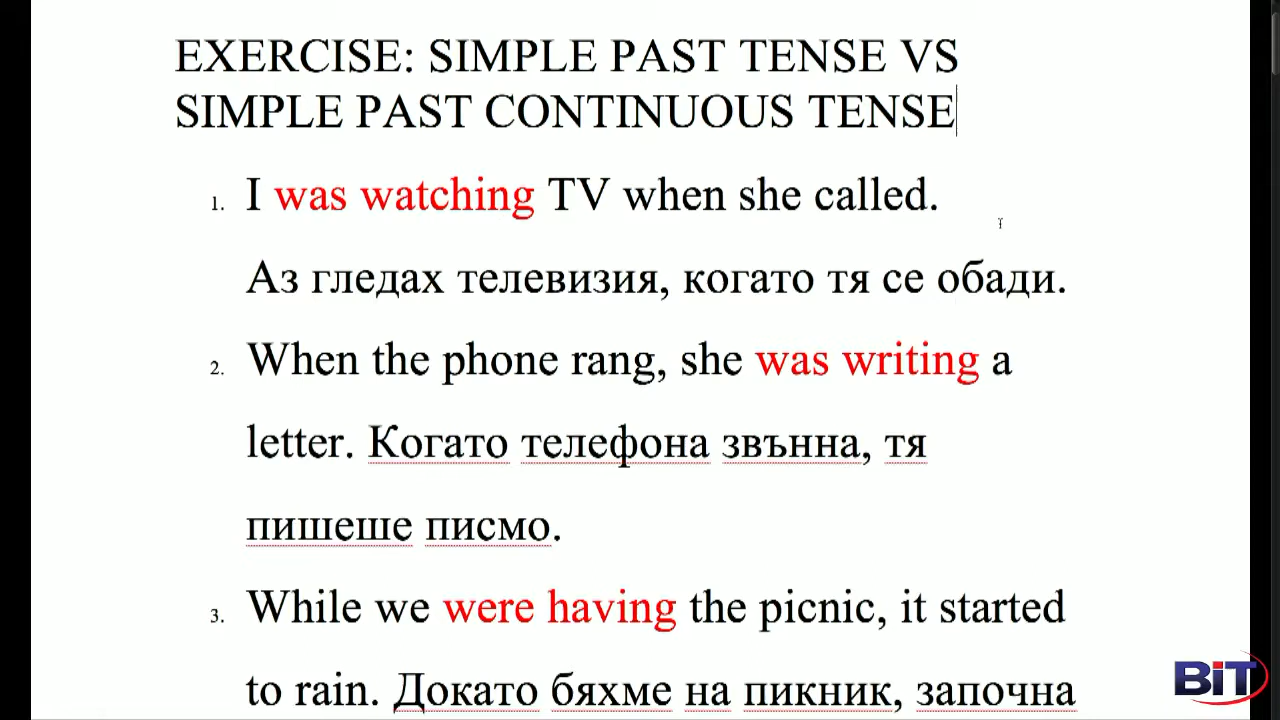 EXERCISE: SIMPLE PAST TENSE VS
SIMPLE PAST CONTINUOUS TENSE
1. I was watching TV when she called.
Аз гледах телевизия, когато тя се обади.
2. When the phone rang, she was writing a
letter. Когато телефона звънна, тя
пишеше писмо.
3. While we were having the picnic, it started
to rain. Докато бяхме на пикник, започна
BiT